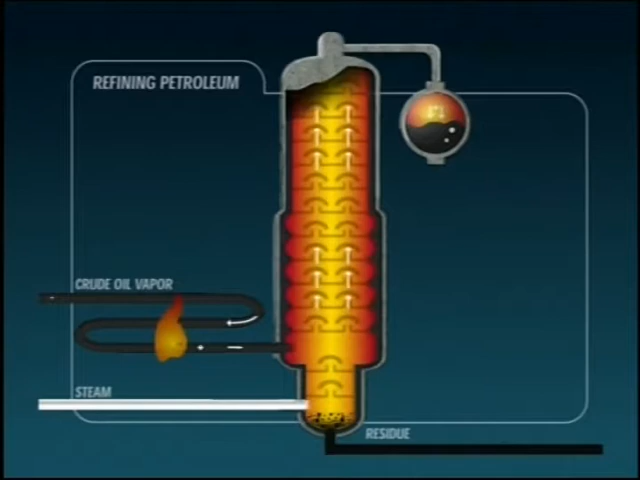 REFINING PETROLEUM
CRUDE OIL VAPOR
STEAM
RESIDUE